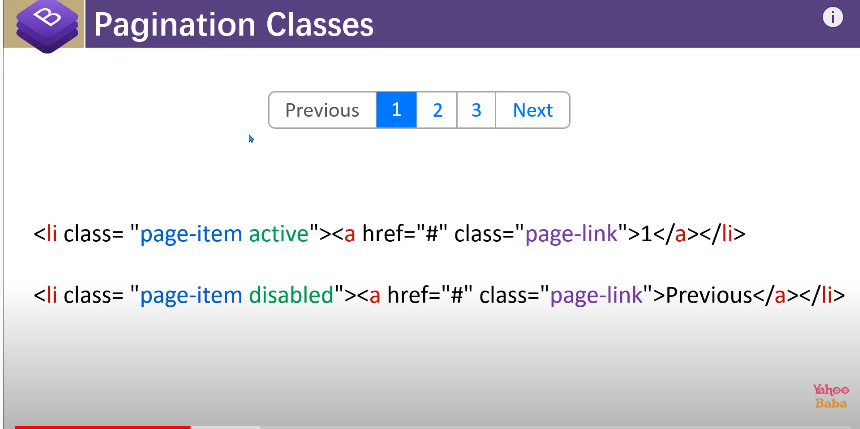 B
Pagination Classes
i
Previous 1 2 3 Next
<li class= "page-item active"><a href="#" class="page-link">1</a></li>
<li class= "page-item disabled"><a href="#" class="page-link">Previous</a></li>
Yahoo
Baba